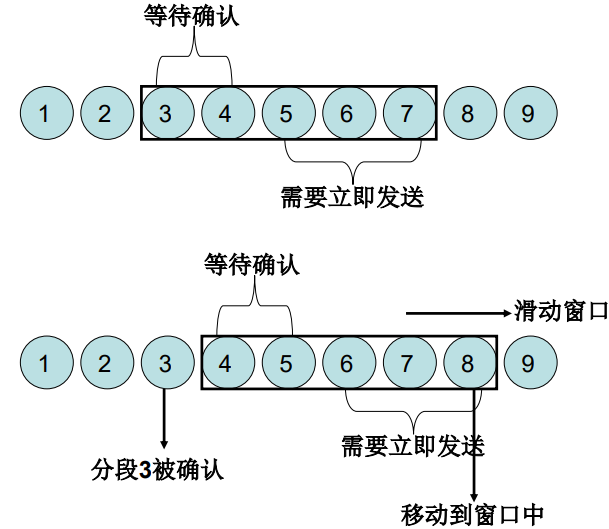 等待确认
1 2 3 4 5 6 7 8 9
需要立即发送
等待确认
滑动窗口
1 2 3 4 5 6 7 8 9
需要立即发送
分段3被确认
移动到窗口中